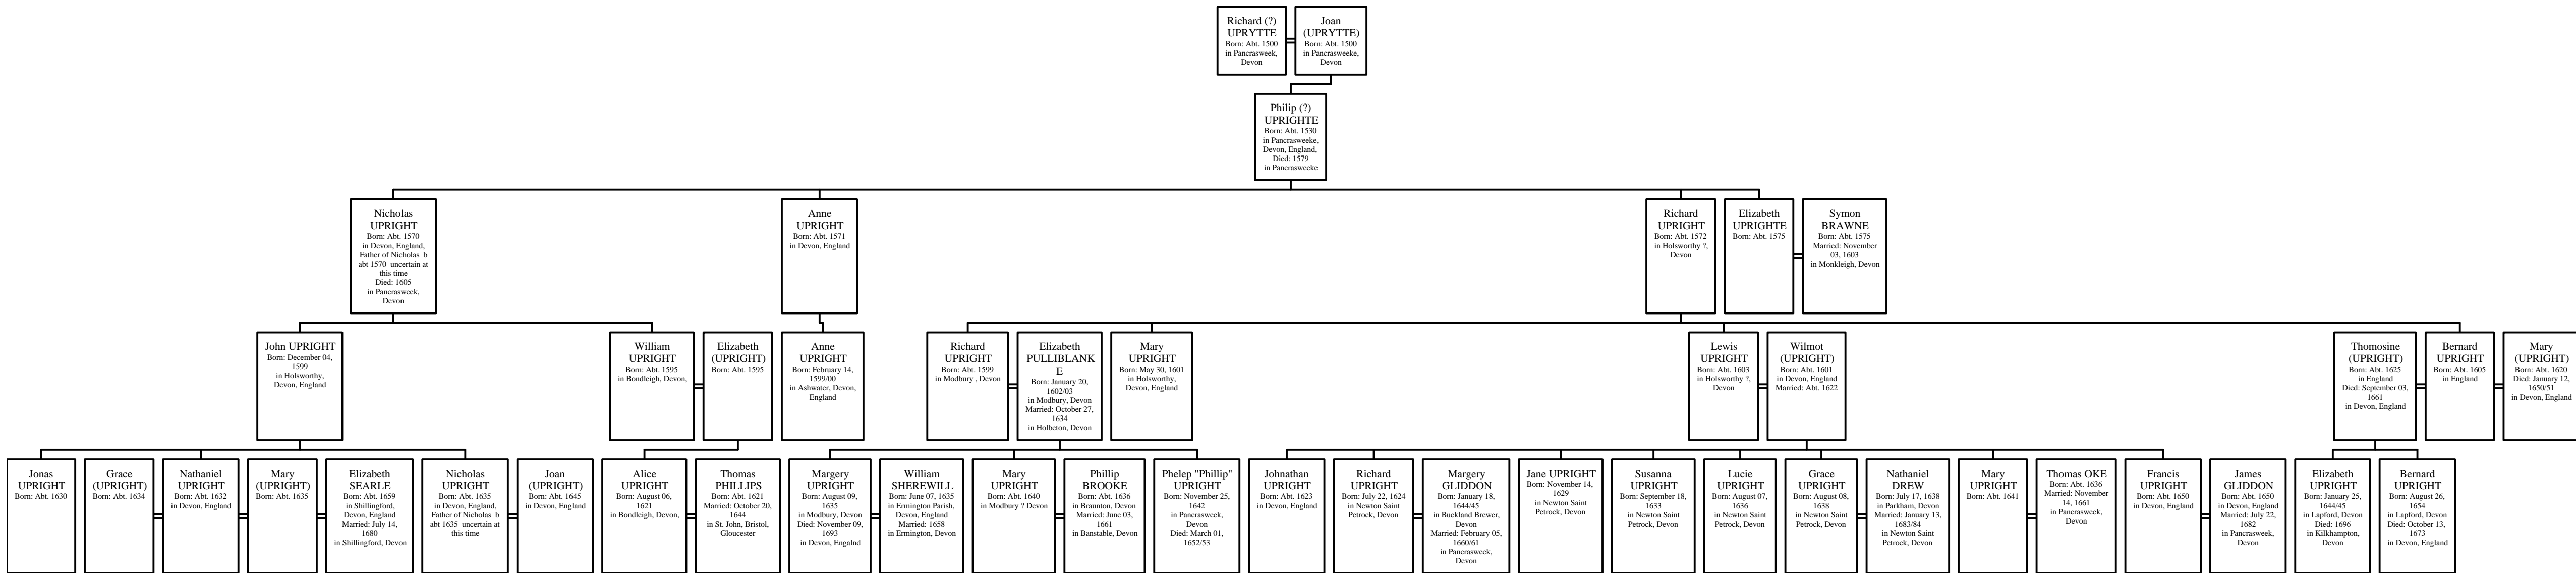 Richard (?)
UPRYTTE
Born: Abt. 1500
in Pancrasweek,
Devon
Joan
(UPRYTTE)
Born: Abt. 1500
in Pancrasweeke,
Devon
Philip (?)
UPRIGHTE
Born: Abt. 1530
in Pancrasweeke,
Devon, England,
Died: 1579
in Pancrasweeke
Nicholas
UPRIGHT
Born: Abt. 1570
in Devon, England,
Father of Nicholas b
abt 1570 uncertain at
this time
Died: 1605
in Pancrasweek,
Devon
Anne
UPRIGHT
Born: Abt. 1571
in Devon, England
Richard
UPRIGHT
Born: Abt. 1572
in Holsworthy ?,
Devon
Elizabeth
UPRIGHTE
Born: Abt. 1575
Symon
BRAWNE
Born: Abt. 1575
Married: November
03, 1603
in Monkleigh, Devon
John UPRIGHT
Born: December 04,
1599
in Holsworthy,
Devon, England
William
UPRIGHT
Born: Abt. 1595
in Bondleigh, Devon,
Elizabeth
(UPRIGHT)
Born: Abt. 1595
Anne
UPRIGHT
Born: February 14,
1599/00
in Ashwater, Devon,
England
Richard
UPRIGHT
Born: Abt. 1599
in Modbury , Devon
Elizabeth
PULLIBLANK
E
Born: January 20,
1602/03
in Modbury, Devon
Married: October 27,
1634
in Holbeton, Devon
Mary
UPRIGHT
Born: May 30, 1601
in Holsworthy,
Devon, England
Lewis
UPRIGHT
Born: Abt. 1603
in Holsworthy ?,
Devon
Wilmot
(UPRIGHT)
Born: Abt. 1601
in Devon, England
Married: Abt. 1622
Thomosine
(UPRIGHT)
Born: Abt. 1625
in England
Died: September 03,
1661
in Devon, England
Bernard
UPRIGHT
Born: Abt. 1605
in England
Mary
(UPRIGHT)
Born: Abt. 1620
Died: January 12,
1650/51
in Devon, England
Jonas
UPRIGHT
Born: Abt. 1630
Grace
(UPRIGHT)
Born: Abt. 1634
Nathaniel
UPRIGHT
Born: Abt. 1632
in Devon, England
Mary
(UPRIGHT)
Born: Abt. 1635
Elizabeth
SEARLE
Born: Abt. 1659
in Shillingford,
Devon, England
Married: July 14,
1680
in Shillingford, Devon
Nicholas
UPRIGHT
Born: Abt. 1635
in Devon, England,
Father of Nicholas b
abt 1635 uncertain at
this time
Joan
(UPRIGHT)
Born: Abt. 1645
in Devon, England
Alice
UPRIGHT
Born: August 06,
1621
in Bondleigh, Devon,
Thomas
PHILLIPS
Born: Abt. 1621
Married: October 20,
1644
in St. John, Bristol,
Gloucester
Margery
UPRIGHT
Born: August 09,
1635
in Modbury, Devon
Died: November 09,
1693
in Devon, Engalnd
William
SHEREWILL
Born: June 07, 1635
in Ermington Parish,
Devon, England
Married: 1658
in Ermington, Devon
Mary
UPRIGHT
Born: Abt. 1640
in Modbury ? Devon
Phillip
BROOKE
Born: Abt. 1636
in Braunton, Devon
Married: June 03,
1661
in Banstable, Devon
Phelep "Phillip"
UPRIGHT
Born: November 25,
1642
in Pancrasweek,
Devon
Died: March 01,
1652/53
Johnathan
UPRIGHT
Born: Abt. 1623
in Devon, England
Richard
UPRIGHT
Born: July 22, 1624
in Newton Saint
Petrock, Devon
Margery
GLIDDON
Born: January 18,
1644/45
in Buckland Brewer,
Devon
Married: February 05,
1660/61
in Pancrasweek,
Devon
Jane UPRIGHT
Born: November 14,
1629
in Newton Saint
Petrock, Devon
Susanna
UPRIGHT
Born: September 18,
1633
in Newton Saint
Petrock, Devon
Lucie
UPRIGHT
Born: August 07,
1636
in Newton Saint
Petrock, Devon
Grace
UPRIGHT
Born: August 08,
1638
in Newton Saint
Petrock, Devon
Nathaniel
DREW
Born: July 17, 1638
in Parkham, Devon
Married: January 13,
1683/84
in Newton Saint
Petrock, Devon
Mary
UPRIGHT
Born: Abt. 1641
Thomas OKE
Born: Abt. 1636
Married: November
14, 1661
in Pancrasweek,
Devon
Francis
UPRIGHT
Born: Abt. 1650
in Devon, England
James
GLIDDON
Born: Abt. 1650
in Devon, England
Married: July 22,
1682
in Pancrasweek,
Devon
Elizabeth
UPRIGHT
Born: January 25,
1644/45
in Lapford, Devon
Died: 1696
in Kilkhampton,
Devon
Bernard
UPRIGHT
Born: August 26,
1654
in Lapford, Devon
Died: October 13,
1673
in Devon, England